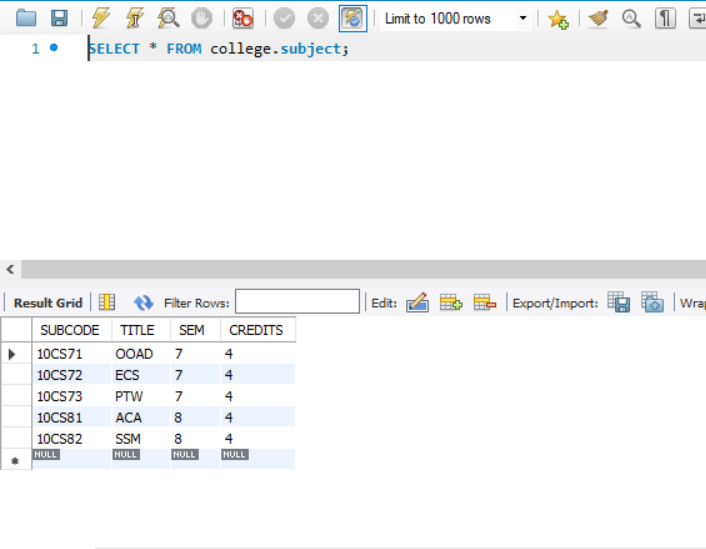 Limit to 1000 rows
1 SELECT * FROM college.subject;
Result Grid Filter Rows: Edit: Export/Import: Wrap
SUBCODE TITLE SEM CREDITS
10CS71 OOAD 7 4
10CS72 ECS 7 4
10CS73 PTW 7 4
10CS81 ACA 8 4
10CS82 SSM 8 4
NULL NULL NULL NULL